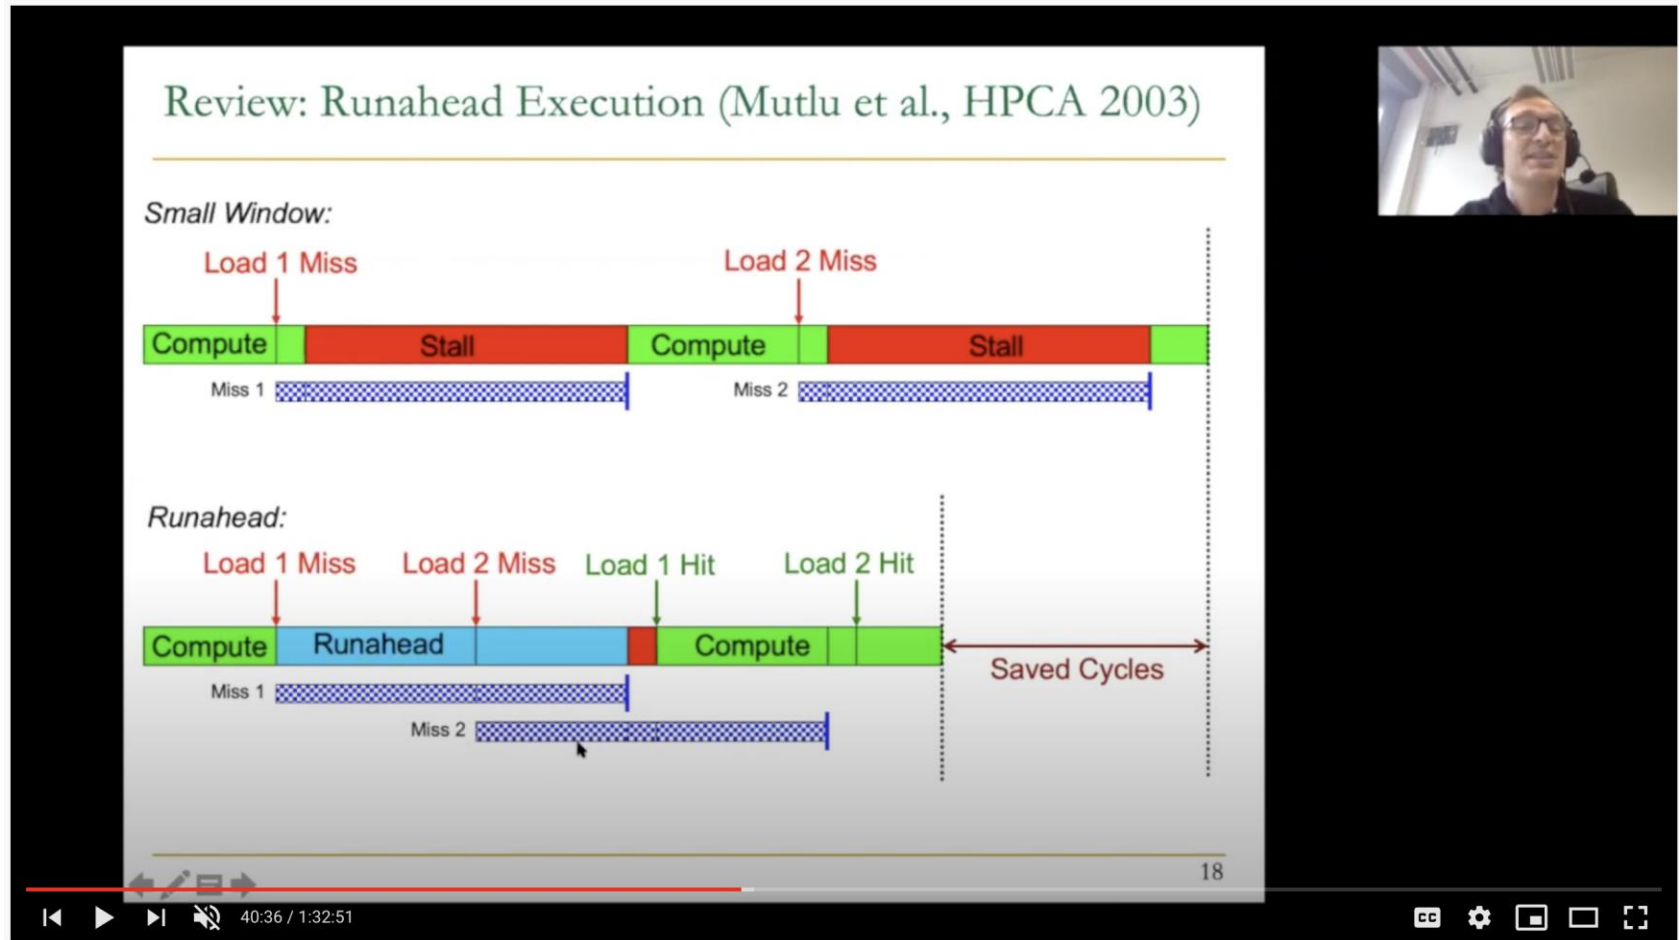 Review: Runahead Execution (Mutlu et al., HPCA 2003)
Small Window:
Load 1 Miss
Load 2 Miss
Compute
Stall
Compute
Stall
Miss 1
Miss 2
Runahead:
Load 1 Miss
Load 2 Miss
Load 1 Hit
Load 2 Hit
Compute
Runahead
Compute
Saved Cycles
Miss 1
Miss 2
18
40:36 / 1:32:51
CC